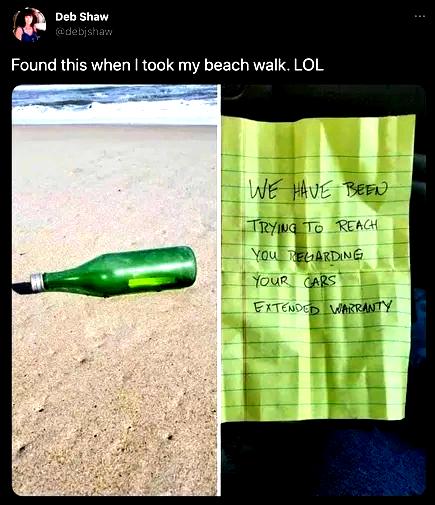 Deb Shaw
@debjshaw
Found this when I took my beach walk. LOL
WE HAVE BEEN
TRYING TO REACH
YOU REGARDING
YOUR CARS
EXTENDED WARRANTY